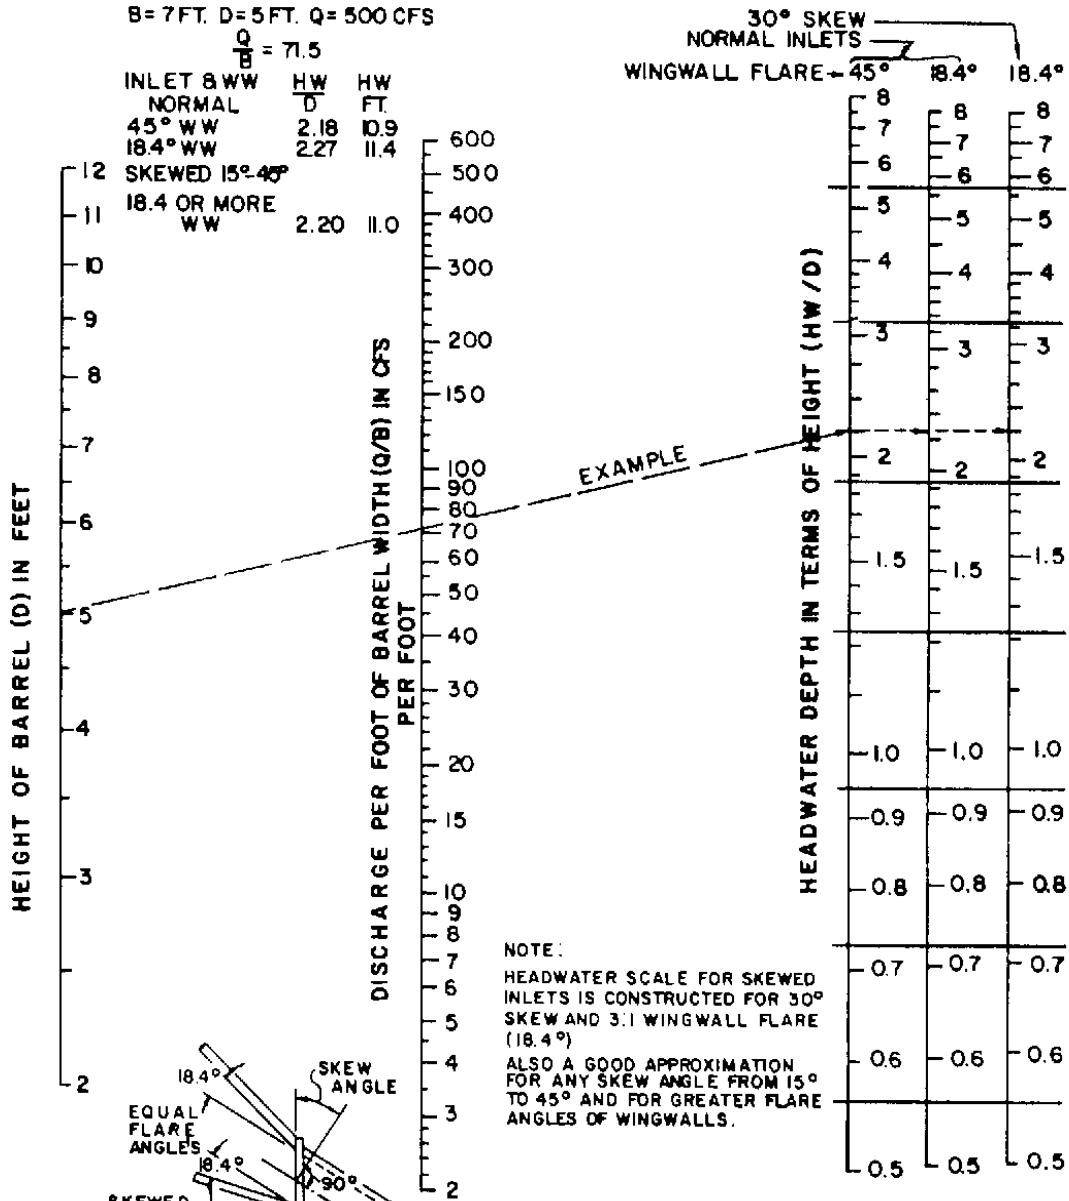 B = 7 FT. D = 5 FT. Q = 500 CFS
Q/B = 71.5
INLET & WW HW/D HW FT.
NORMAL
45° WW 2.18 10.9
18.4° WW 2.27 11.4
SKEWED 15°-45°
18.4 OR MORE
WW 2.20 11.0
30° SKEW
NORMAL INLETS
WINGWALL FLARE 45° 18.4° 18.4°
HEIGHT OF BARREL (D) IN FEET
12
11
10
9
8
7
6
5
4
3
2
DISCHARGE PER FOOT OF BARREL WIDTH (Q/B) IN CFS
PER FOOT
600
500
400
300
200
150
100
90
80
70
60
50
40
30
20
15
10
9
8
7
6
5
4
3
2
EXAMPLE
HEADWATER DEPTH IN TERMS OF HEIGHT (HW/D)
8 8 8
7 7 7
6 6 6
5 5 5
4 4 4
3 3 3
2 2 2
1.5 1.5 1.5
1.0 1.0 1.0
0.9 0.9 0.9
0.8 0.8 0.8
0.7 0.7 0.7
0.6 0.6 0.6
0.5 0.5 0.5
NOTE:
HEADWATER SCALE FOR SKEWED
INLETS IS CONSTRUCTED FOR 30°
SKEW AND 3:1 WINGWALL FLARE
(18.4°)
ALSO A GOOD APPROXIMATION
FOR ANY SKEW ANGLE FROM 15°
TO 45° AND FOR GREATER FLARE
ANGLES OF WINGWALLS.
18.4°
SKEW
ANGLE
EQUAL
FLARE
ANGLES
18.4°
90°
SKEWED